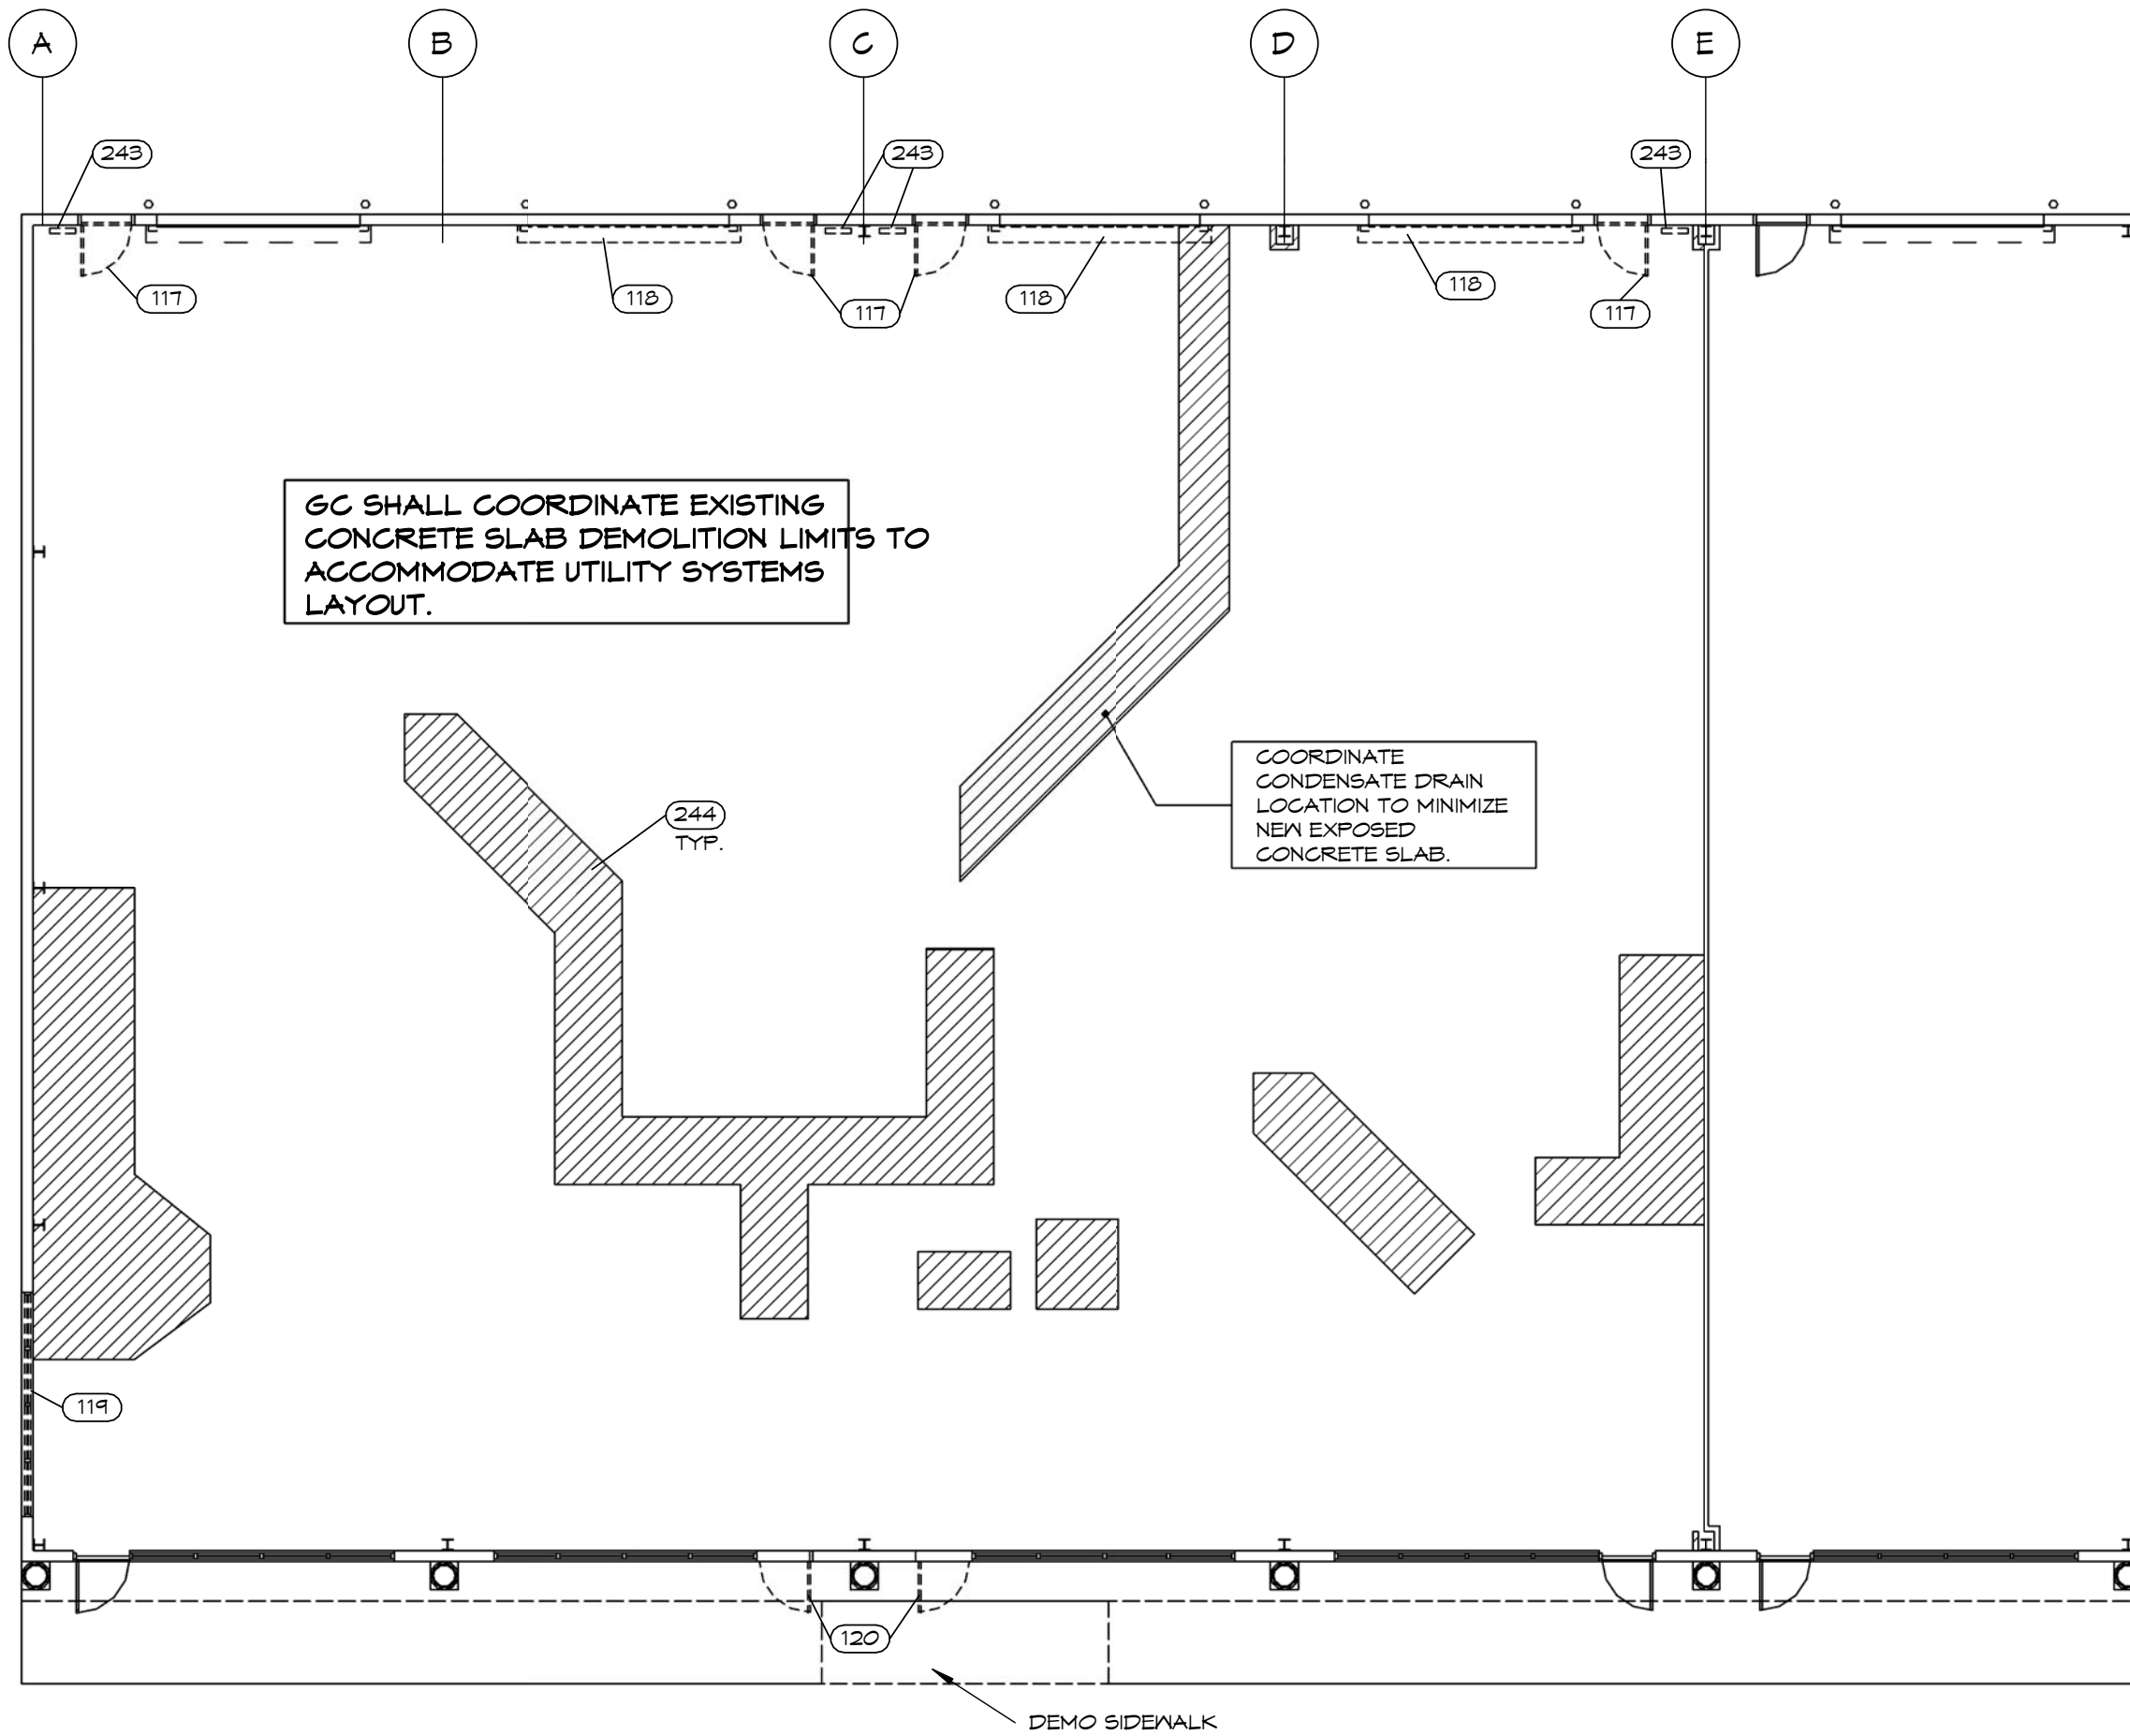 A
B
C
D
E
243
243
243
117
118
117
118
118
117
GC SHALL COORDINATE EXISTING
CONCRETE SLAB DEMOLITION LIMITS TO
ACCOMMODATE UTILITY SYSTEMS
LAYOUT.
COORDINATE
CONDENSATE DRAIN
LOCATION TO MINIMIZE
NEW EXPOSED
CONCRETE SLAB.
244
TYP.
119
120
DEMO SIDEWALK